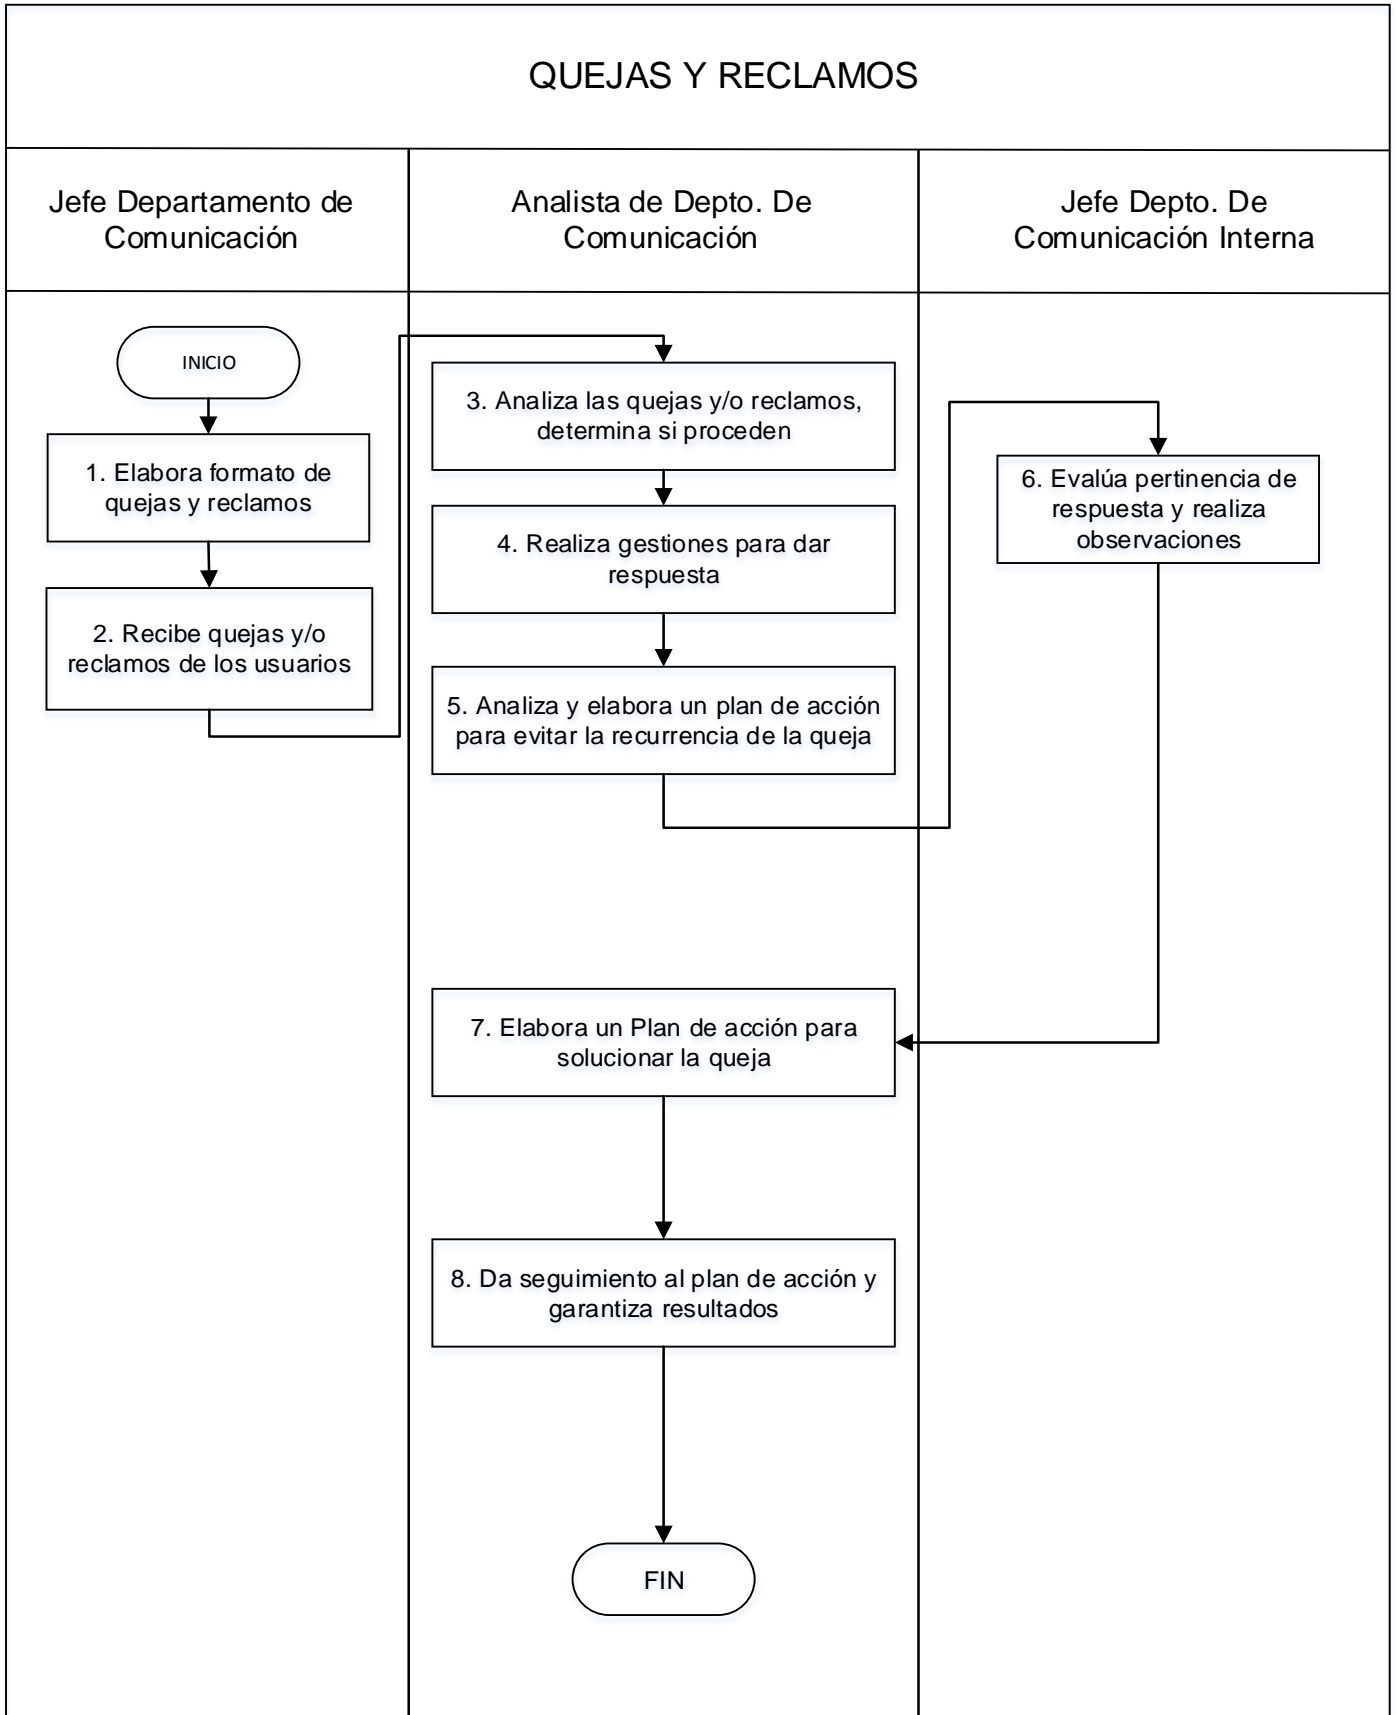 QUEJAS Y RECLAMOS
Jefe Departamento de
Comunicación
Analista de Depto. De
Comunicación
Jefe Depto. De
Comunicación Interna
INICIO
1. Elabora formato de
quejas y reclamos
2. Recibe quejas y/o
reclamos de los usuarios
3. Analiza las quejas y/o reclamos,
determina si proceden
4. Realiza gestiones para dar
respuesta
5. Analiza y elabora un plan de acción
para evitar la recurrencia de la queja
6. Evalúa pertinencia de
respuesta y realiza
observaciones
7. Elabora un Plan de acción para
solucionar la queja
8. Da seguimiento al plan de acción y
garantiza resultados
FIN